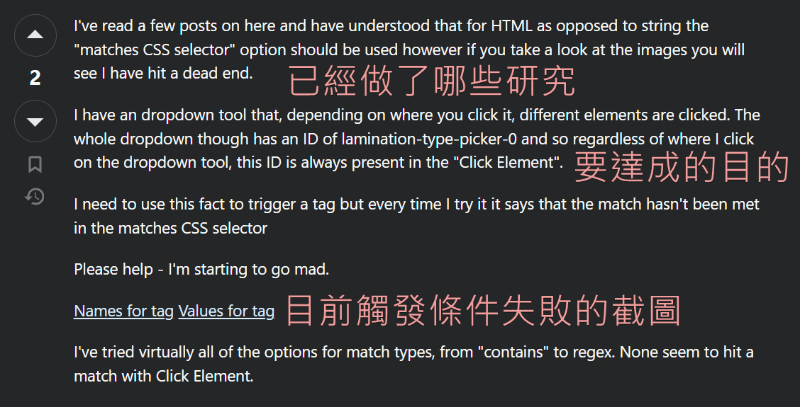 I've read a few posts on here and have understood that for HTML as opposed to string the
"matches CSS selector" option should be used however if you take a look at the images you will
see I have hit a dead end.
已經做了哪些研究
2
I have an dropdown tool that, depending on where you click it, different elements are clicked. The
whole dropdown though has an ID of lamination-type-picker-0 and so regardless of where I click
on the dropdown tool, this ID is always present in the "Click Element".
要達成的目的
I need to use this fact to trigger a tag but every time I try it it says that the match hasn't been met
in the matches CSS selector
Please help - I'm starting to go mad.
Names for tag Values for tag
目前觸發條件失敗的截圖
I've tried virtually all of the options for match types, from "contains" to regex. None seem to hit a
match with Click Element.